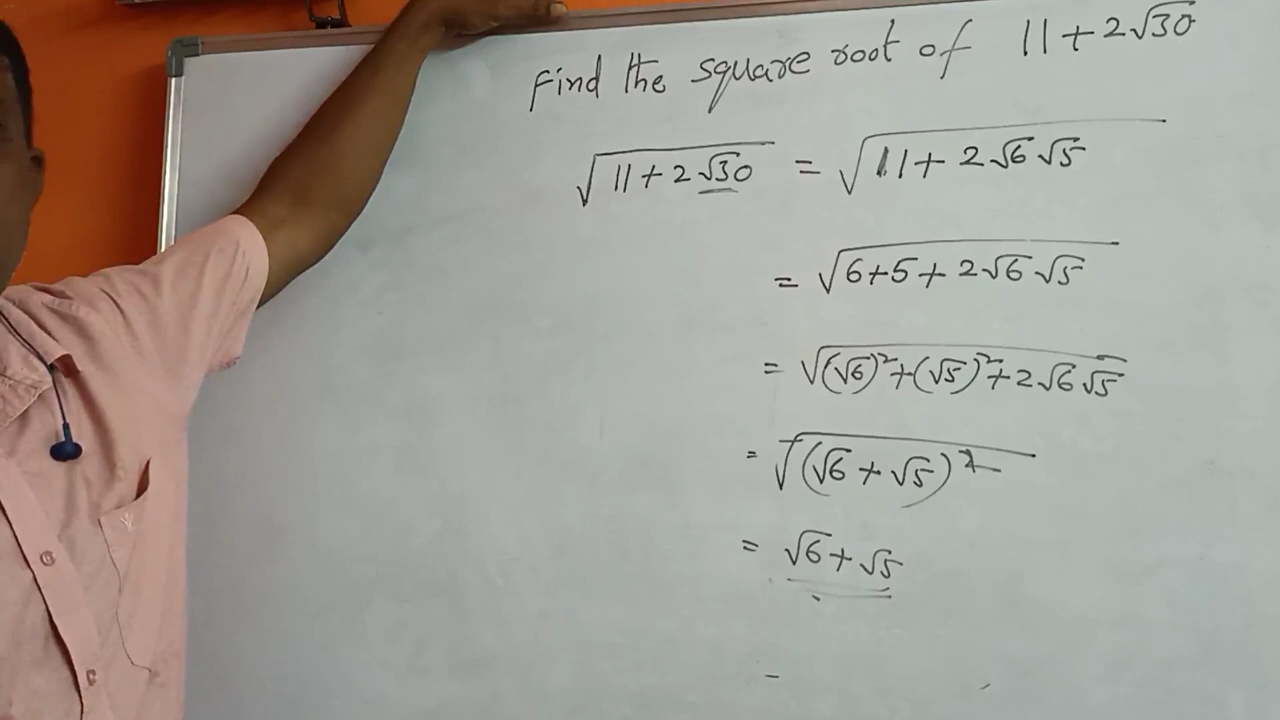 Find the square root of 11 + 2√30
√(11 + 2√30) = √(11 + 2√6 √5)
= √(6+5 + 2√6 √5)
= √((√6)² + (√5)² + 2√6 √5)
= √((√6 + √5)²)
= √6 + √5